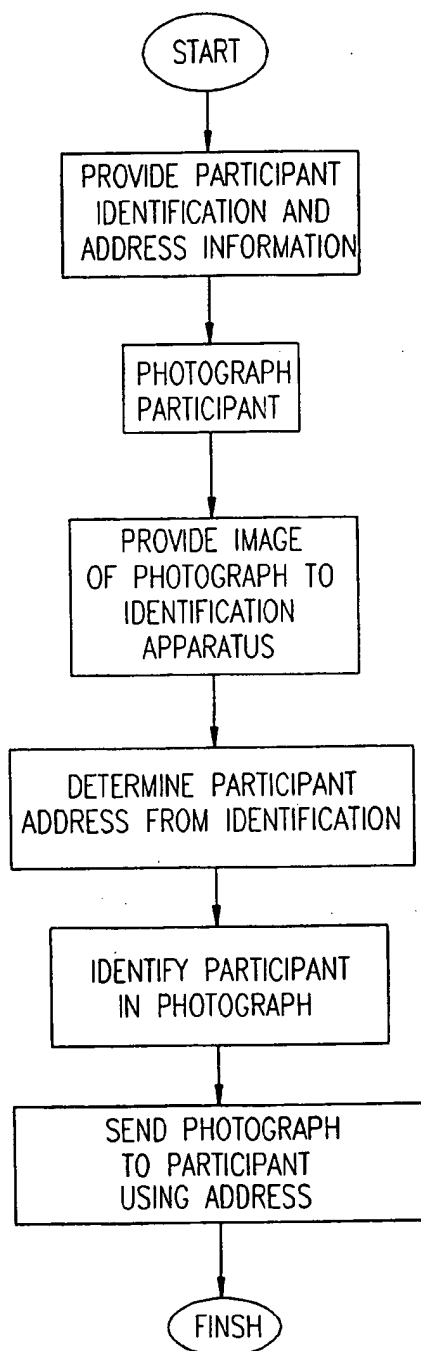 START
PROVIDE PARTICIPANT
IDENTIFICATION AND
ADDRESS INFORMATION
PHOTOGRAPH
PARTICIPANT
PROVIDE IMAGE
OF PHOTOGRAPH TO
IDENTIFICATION
APPARATUS
DETERMINE PARTICIPANT
ADDRESS FROM IDENTIFICATION
IDENTIFY PARTICIPANT
IN PHOTOGRAPH
SEND PHOTOGRAPH
TO PARTICIPANT
USING ADDRESS
FINSH